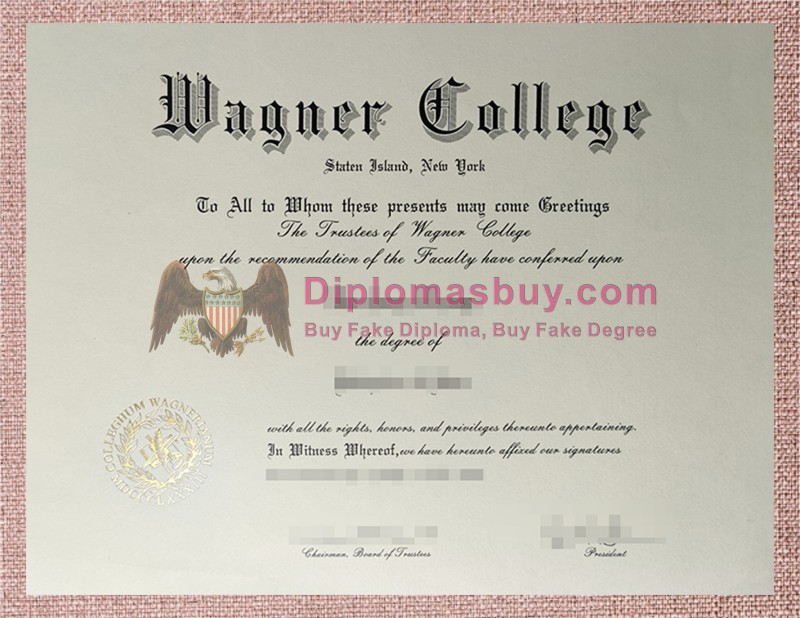 Wagner College
Staten Island, New York
To All to Whom these presents may come Greetings
The Trustees of Wagner College
upon the recommendation of the Faculty have conferred upon
Diplomasbuy.com
Buy Fake Diploma, Buy Fake Degree
the degree of
with all the rights, honors, and privileges thereunto appertaining.
In Witness Whereof, we have hereunto affixed our signatures
COLLEGIUM WAGNERIANUM
Chairman, Board of Trustees
President